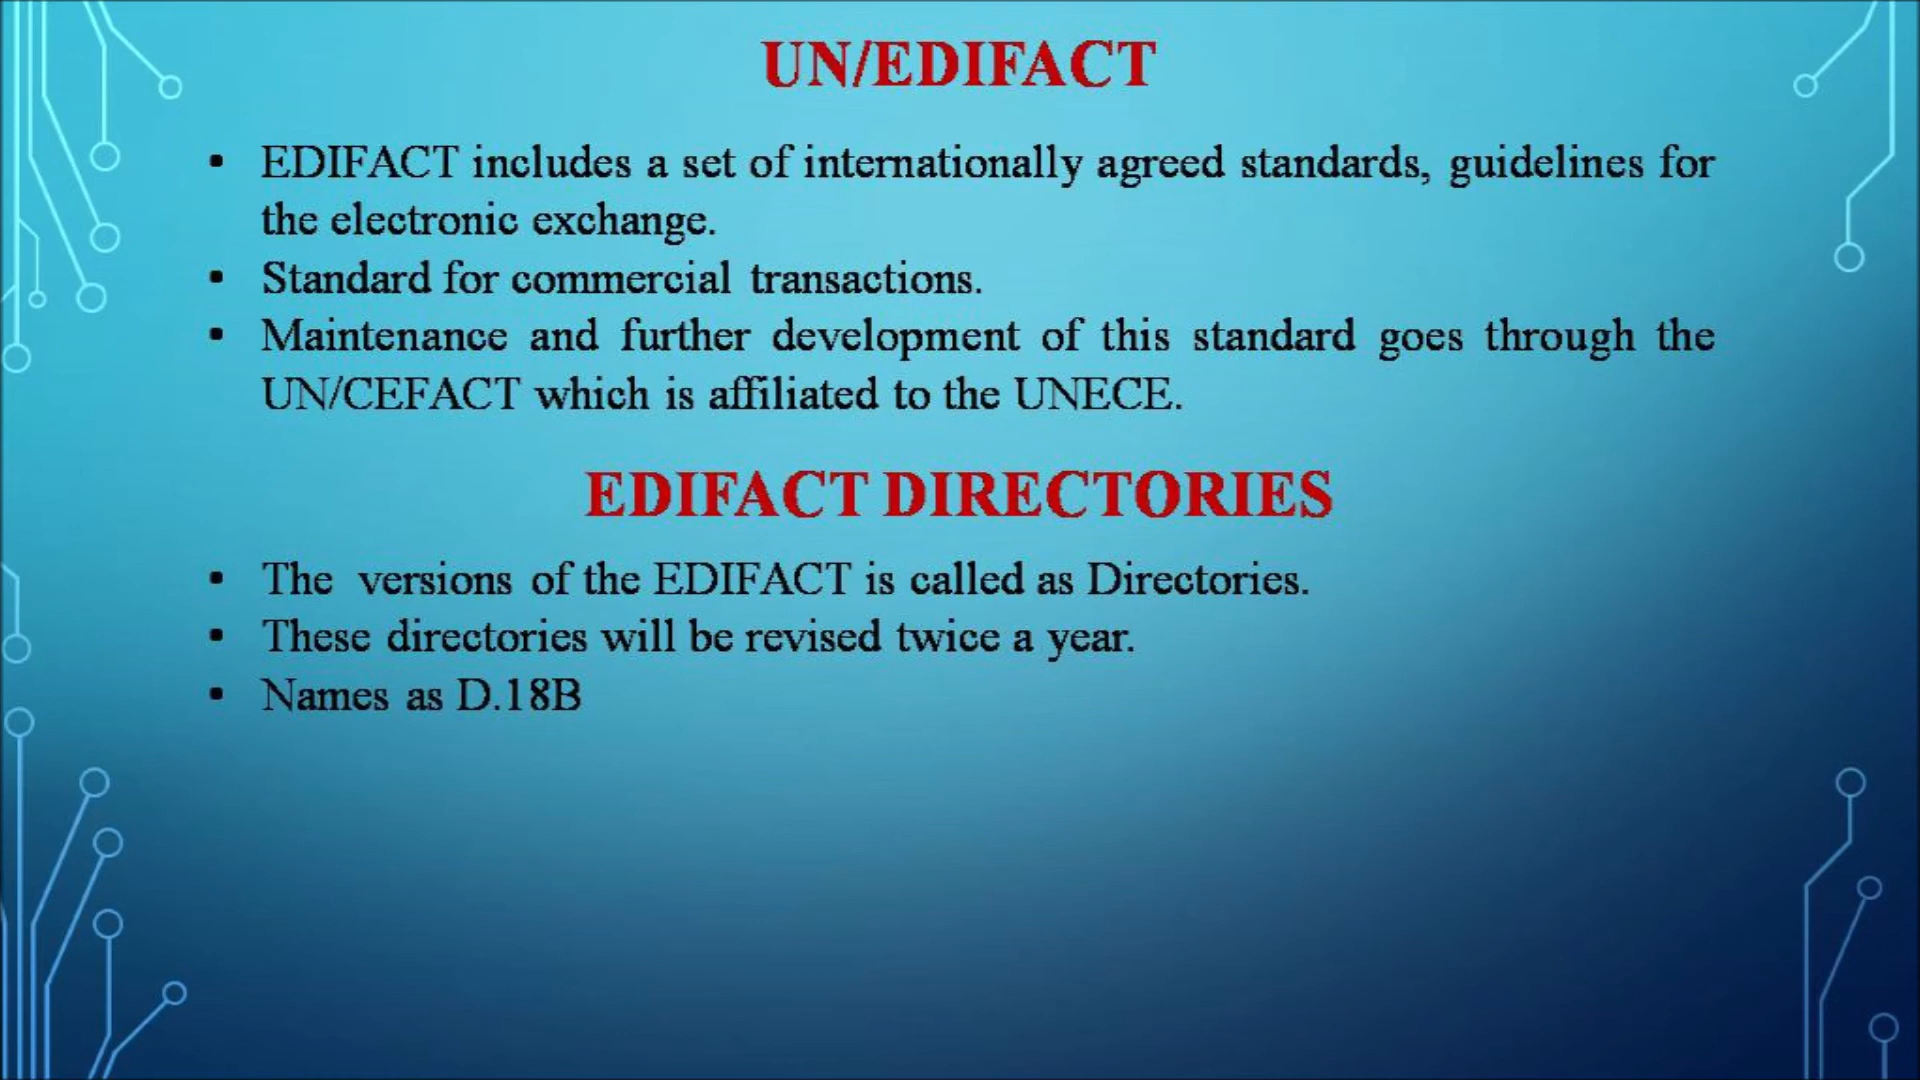 UN/EDIFACT
▪ EDIFACT includes a set of internationally agreed standards, guidelines for
the electronic exchange.
▪ Standard for commercial transactions.
▪ Maintenance and further development of this standard goes through the
UN/CEFACT which is affiliated to the UNECE.
EDIFACT DIRECTORIES
▪ The versions of the EDIFACT is called as Directories.
▪ These directories will be revised twice a year.
▪ Names as D.18B